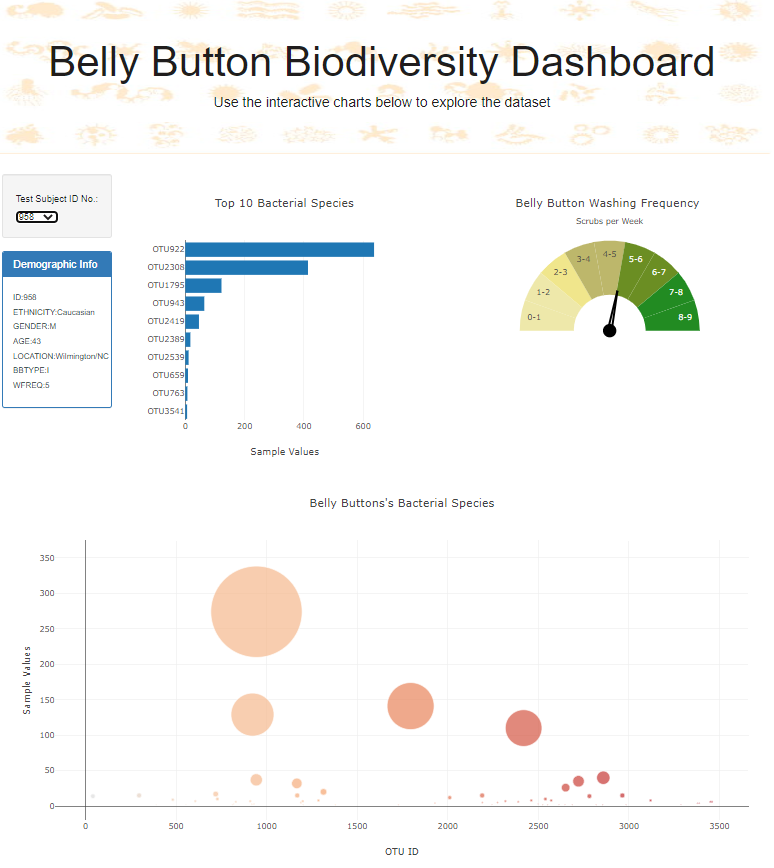 Belly Button Biodiversity Dashboard
Use the interactive charts below to explore the dataset
Test Subject ID No.:
958
Demographic Info
ID:958
ETHNICITY:Caucasian
GENDER:M
AGE:43
LOCATION:Wilmington/NC
BBTYPE:I
WFREQ:5
Top 10 Bacterial Species
OTU922
OTU2308
OTU1795
OTU943
OTU2419
OTU2389
OTU2539
OTU659
OTU763
OTU3541
0 200 400 600
Sample Values
Belly Button Washing Frequency
Scrubs per Week
0-1
1-2
2-3
3-4
4-5
5-6
6-7
7-8
8-9
Belly Buttons's Bacterial Species
350
300
250
200
150
100
50
0
Sample Values
0 500 1000 1500 2000 2500 3000 3500
OTU ID